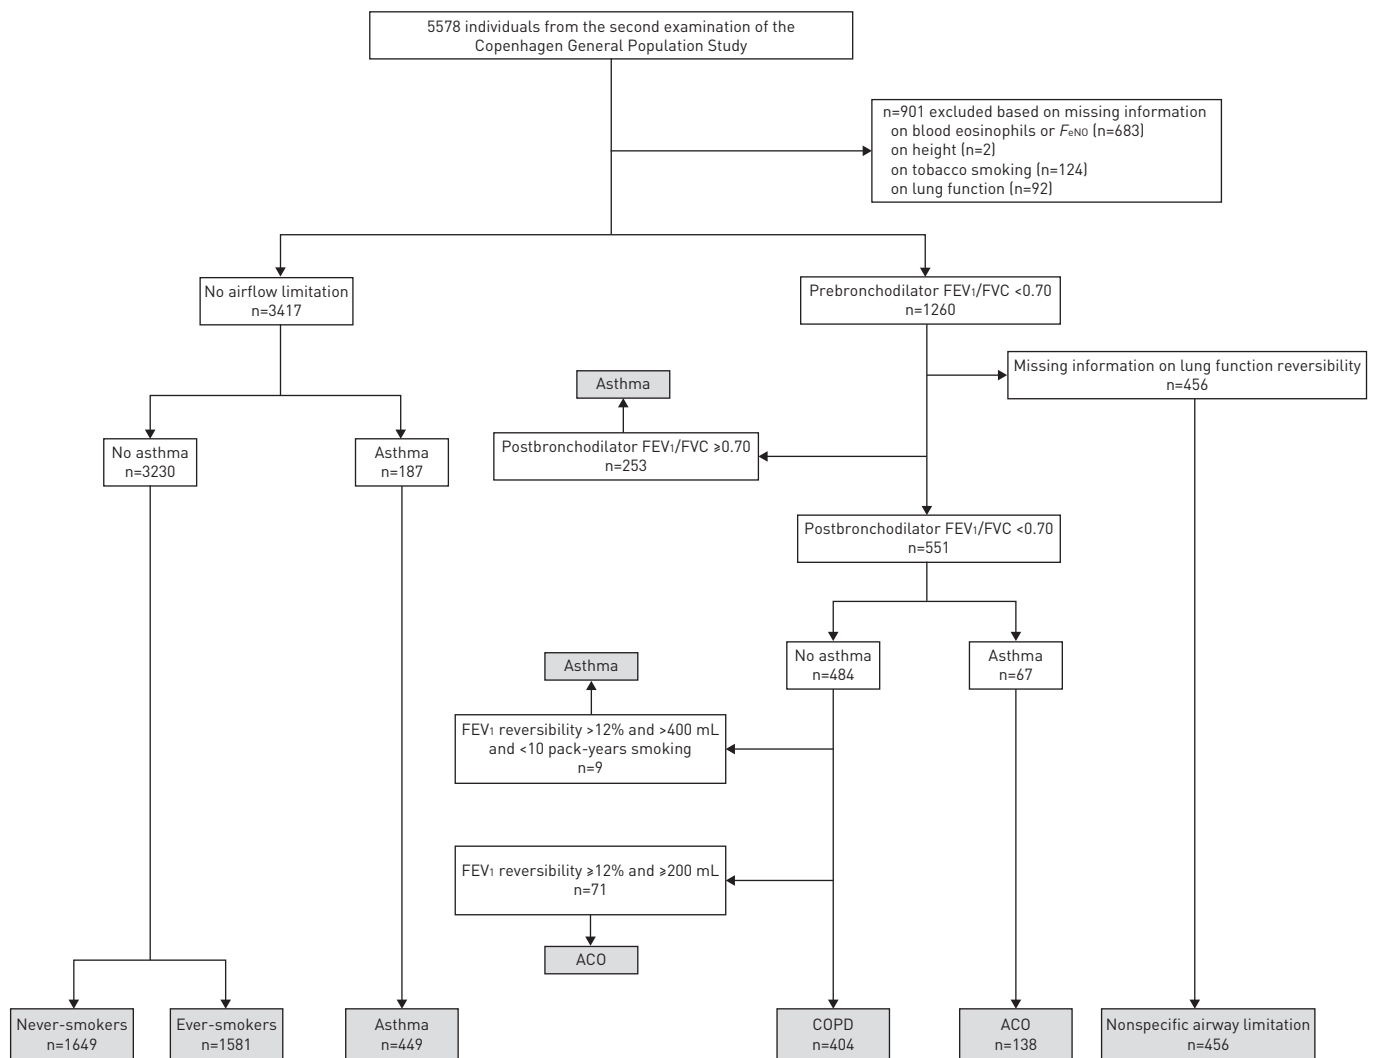 5578 individuals from the second examination of the
Copenhagen General Population Study
n=901 excluded based on missing information
on blood eosinophils or FeNO (n=683)
on height (n=2)
on tobacco smoking (n=124)
on lung function (n=92)
No airflow limitation
n=3417
Prebronchodilator FEV1/FVC <0.70
n=1260
Missing information on lung function reversibility
n=456
Asthma
Postbronchodilator FEV1/FVC ⩾0.70
n=253
No asthma
n=3230
Asthma
n=187
Postbronchodilator FEV1/FVC <0.70
n=551
No asthma
n=484
Asthma
n=67
Asthma
FEV1 reversibility >12% and >400 mL
and <10 pack-years smoking
n=9
FEV1 reversibility ⩾12% and ⩾200 mL
n=71
ACO
Never-smokers
n=1649
Ever-smokers
n=1581
Asthma
n=449
COPD
n=404
ACO
n=138
Nonspecific airway limitation
n=456